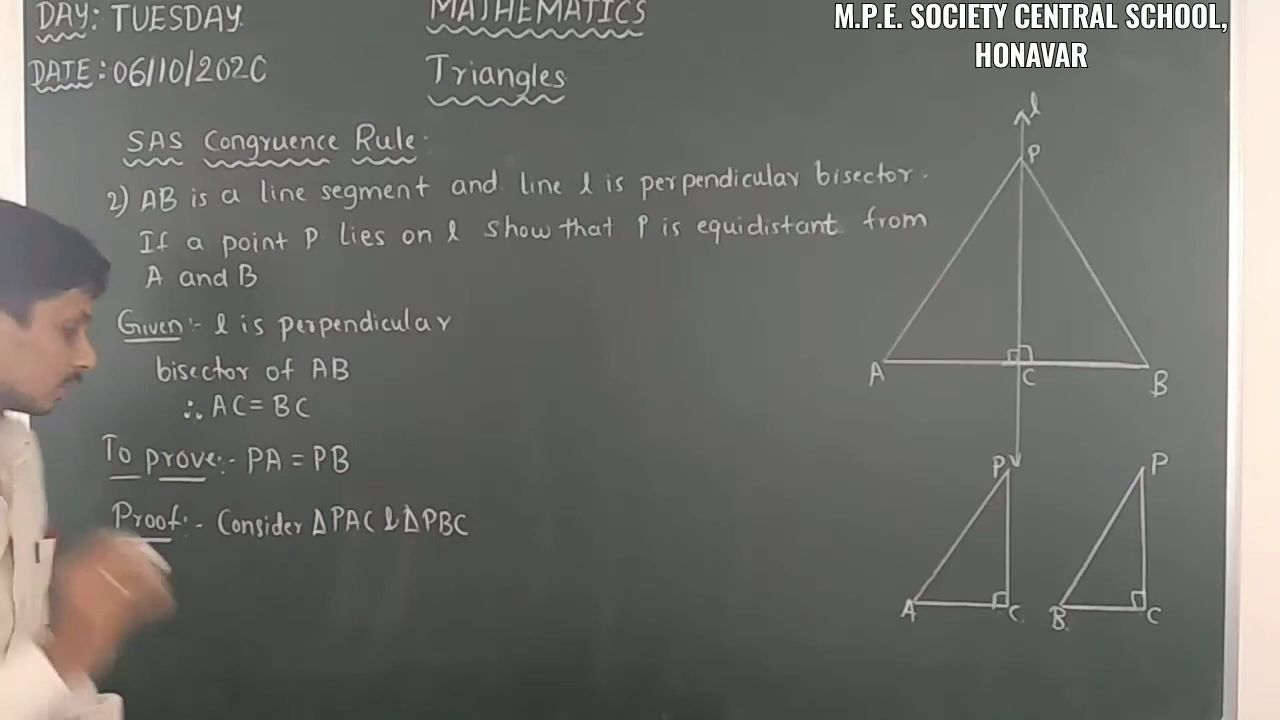 DAY: TUESDAY
MATHEMATICS
M.P.E. SOCIETY CENTRAL SCHOOL,
HONAVAR
DATE: 06/10/2020
Triangles
SAS Congruence Rule:
2) AB is a line segment and line l is perpendicular bisector.
If a point P lies on l show that P is equidistant from
A and B
Given:- l is perpendicular
bisector of AB
∴ AC = BC
To prove:- PA = PB
Proof:- Consider ΔPAC & ΔPBC
l
P
A
C
B
P
P
A
C
B
C